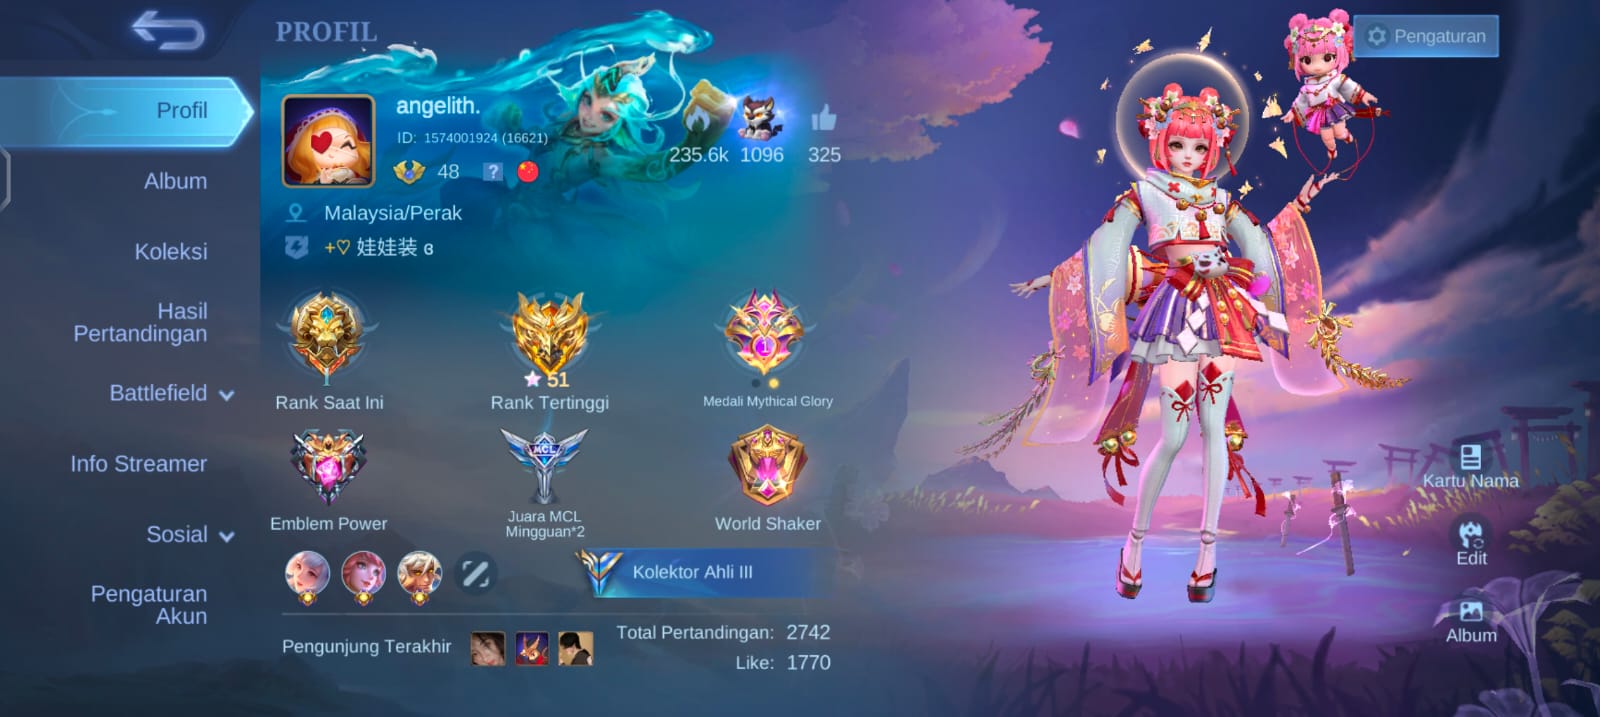 PROFIL
Pengaturan
Profil
Album
Koleksi
Hasil
Pertandingan
Battlefield
Info Streamer
Sosial
Pengaturan
Akun
angelith.
ID: 1574001924 (16621)
48
?
235.6k 1096 325
Malaysia/Perak
+♡ 娃娃装 ɞ
1
51
1
Rank Saat Ini
Rank Tertinggi
Medali Mythical Glory
MCL
Emblem Power
Juara MCL
Mingguan*2
World Shaker
Kolektor Ahli III
Pengunjung Terakhir
Total Pertandingan: 2742
Like: 1770
Kartu Nama
Edit
Album